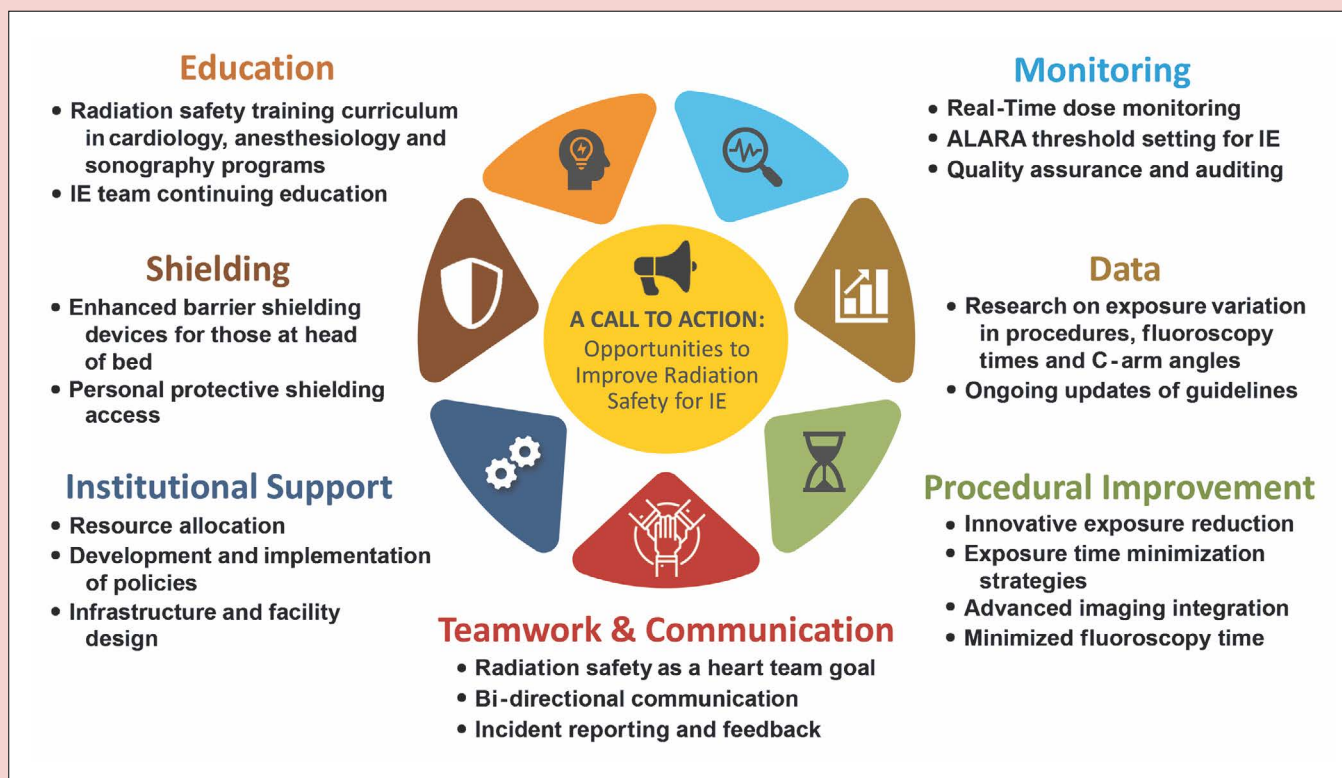 Education
• Radiation safety training curriculum
in cardiology, anesthesiology and
sonography programs
• IE team continuing education
Monitoring
• Real-Time dose monitoring
• ALARA threshold setting for IE
• Quality assurance and auditing
Shielding
• Enhanced barrier shielding
devices for those at head
of bed
• Personal protective shielding
access
A CALL TO ACTION:
Opportunities to
Improve Radiation
Safety for IE
Data
• Research on exposure variation
in procedures, fluoroscopy
times and C-arm angles
• Ongoing updates of guidelines
Institutional Support
• Resource allocation
• Development and implementation
of policies
• Infrastructure and facility
design
Procedural Improvement
• Innovative exposure reduction
• Exposure time minimization
strategies
• Advanced imaging integration
• Minimized fluoroscopy time
Teamwork & Communication
• Radiation safety as a heart team goal
• Bi-directional communication
• Incident reporting and feedback